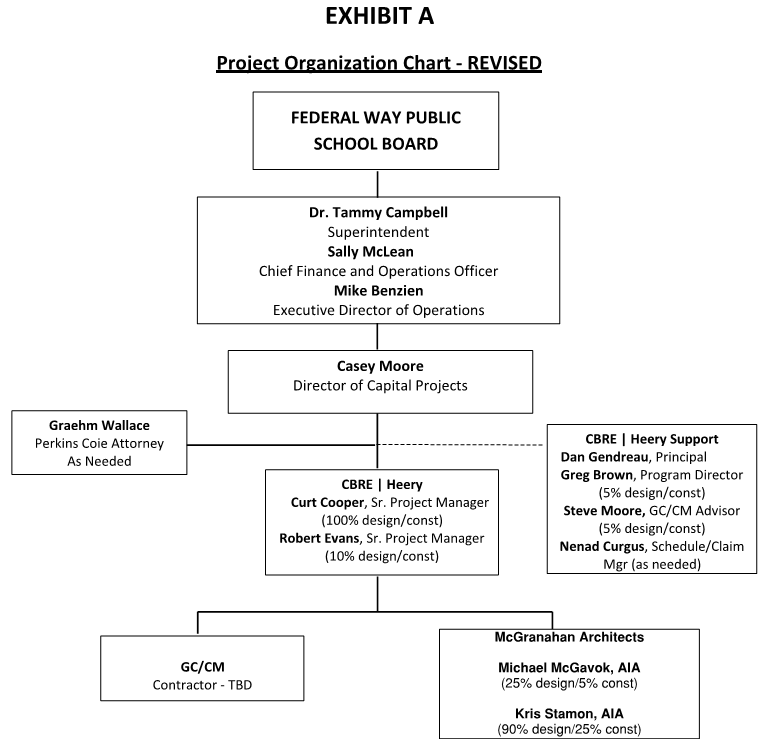 EXHIBIT A
Project Organization Chart - REVISED
FEDERAL WAY PUBLIC
SCHOOL BOARD
Dr. Tammy Campbell
Superintendent
Sally McLean
Chief Finance and Operations Officer
Mike Benzien
Executive Director of Operations
Casey Moore
Director of Capital Projects
Graehm Wallace
Perkins Coie Attorney
As Needed
CBRE | Heery Support
Dan Gendreau, Principal
Greg Brown, Program Director
(5% design/const)
Steve Moore, GC/CM Advisor
(5% design/const)
Nenad Curgus, Schedule/Claim
Mgr (as needed)
CBRE | Heery
Curt Cooper, Sr. Project Manager
(100% design/const)
Robert Evans, Sr. Project Manager
(10% design/const)
GC/CM
Contractor - TBD
McGranahan Architects
Michael McGavok, AIA
(25% design/5% const)
Kris Stamon, AIA
(90% design/25% const)